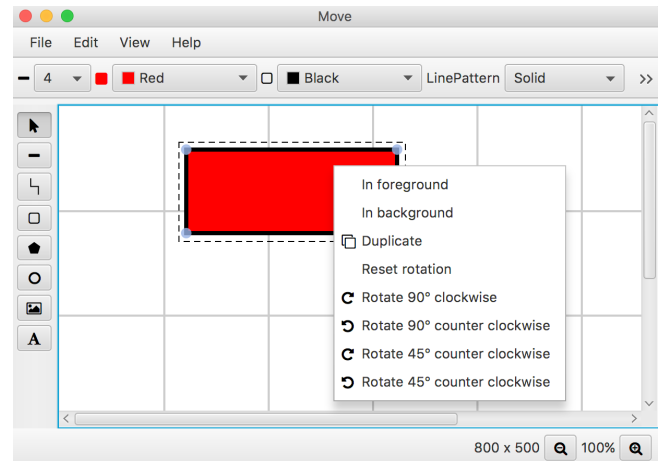 Move
File Edit View Help
4 Red Black LinePattern Solid >>
In foreground
In background
Duplicate
Reset rotation
Rotate 90° clockwise
Rotate 90° counter clockwise
Rotate 45° counter clockwise
Rotate 45° counter clockwise
A
800 x 500 100%